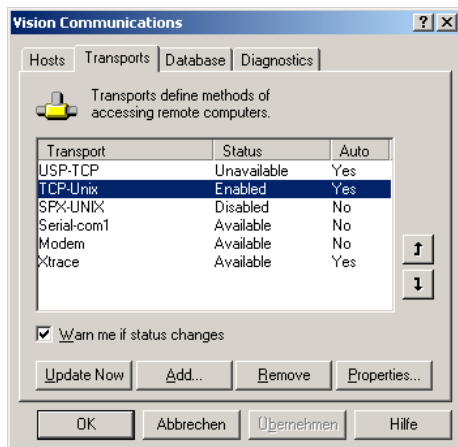 Vision Communications
Hosts Transports Database Diagnostics
Transports define methods of
accessing remote computers.
Transport Status Auto
USP-TCP Unavailable Yes
TCP-Unix Enabled Yes
SPX-UNIX Disabled No
Serial-com1 Available No
Modem Available No
Xtrace Available Yes
Warn me if status changes
Update Now Add... Remove Properties...
OK Abbrechen Übernehmen Hilfe